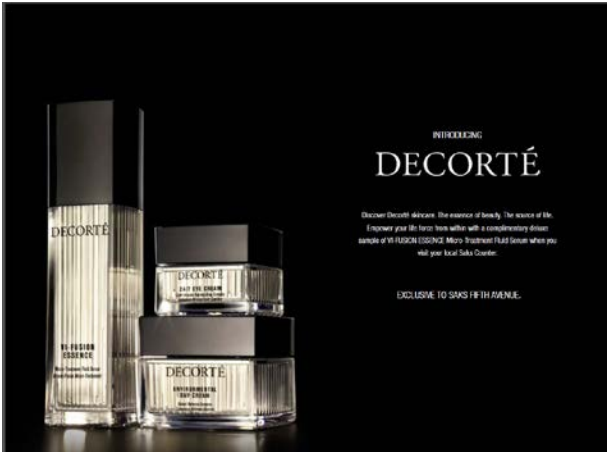 INTRODUCING
DECORTÉ
Discover Decorté skincare. The essence of beauty. The source of life.
Empower your life force from within with a complimentary deluxe
sample of VI-FUSION ESSENCE Micro-Treatment Fluid Serum when you
visit your local Saks Counter.
EXCLUSIVE TO SAKS FIFTH AVENUE.
DECORTÉ
VI-FUSION
ESSENCE
DECORTÉ
24/7 EYE CREAM
DECORTÉ
ENVIRONMENTAL
DAY CREAM